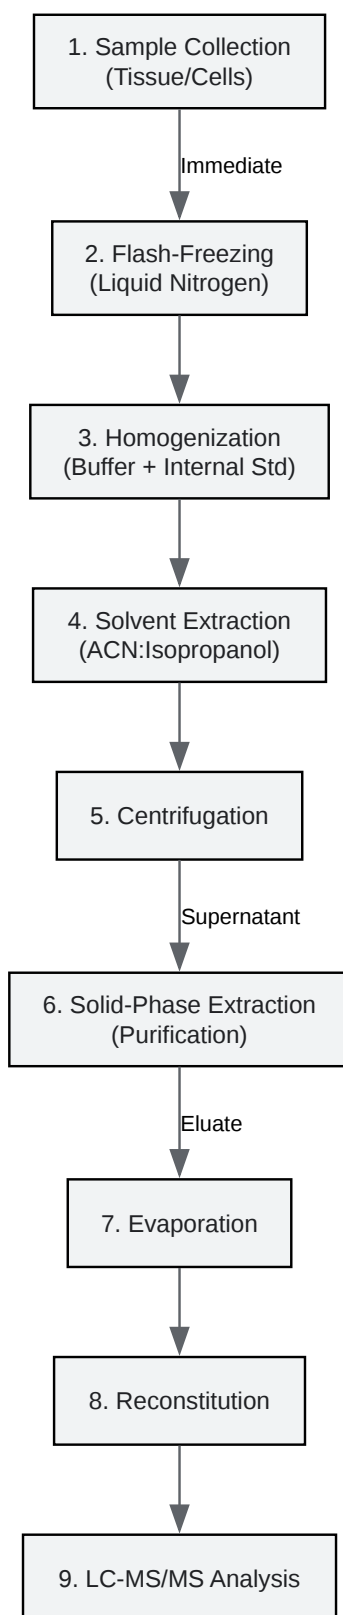 1. Sample Collection
(Tissue/Cells)
Immediate
2. Flash-Freezing
(Liquid Nitrogen)
3. Homogenization
(Buffer + Internal Std)
4. Solvent Extraction
(ACN:Isopropanol)
5. Centrifugation
Supernatant
6. Solid-Phase Extraction
(Purification)
Eluate
7. Evaporation
8. Reconstitution
9. LC-MS/MS Analysis